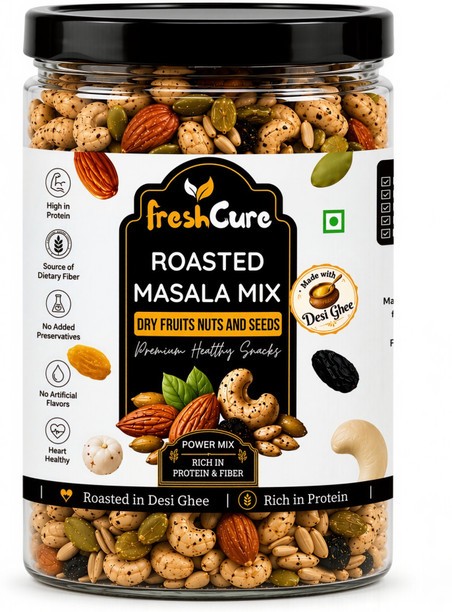 freshCure
ROASTED
MASALA MIX
DRY FRUITS NUTS AND SEEDS
Premium Healthy Snacks
POWER MIX
RICH IN
PROTEIN & FIBER
High in
Protein
Source of
Dietary Fiber
No Added
Preservatives
No Artificial
Flavors
Heart
Healthy
Made with
Desi Ghee
Ma
F
Roasted in Desi Ghee
Rich in Protein